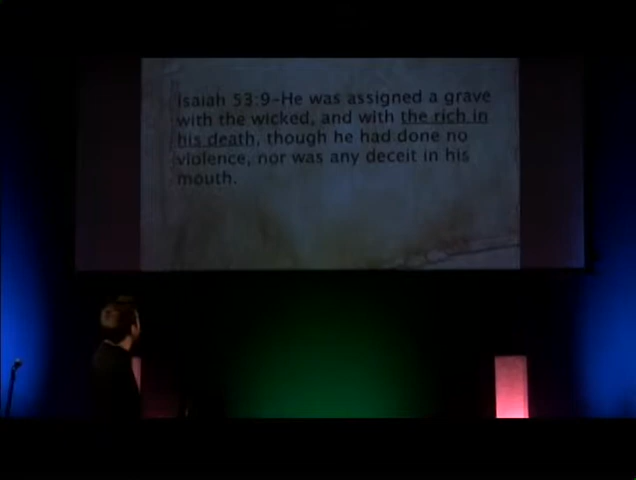 Isaiah 53:9-He was assigned a grave
with the wicked, and with the rich in
his death, though he had done no
violence, nor was any deceit in his
mouth.